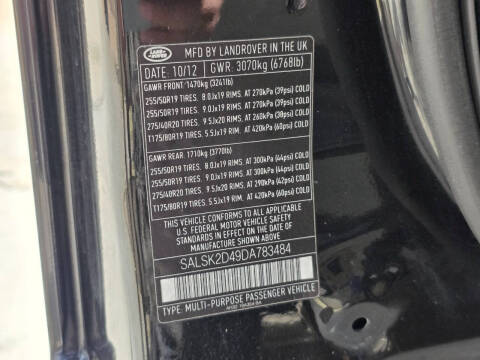 LAND ROVER
MFD BY LANDROVER IN THE UK
DATE 10/12 GWR. 3070kg (6768lb)
GAWR FRONT/1470kg (3241lb)
255/50R19 TIRES. 8.0Jx19 RIMS. AT 270kPa (39psi) COLD
255/50R19 TIRES. 9.0Jx19 RIMS. AT 270kPa (39psi) COLD
275/40R20 TIRES. 9.5Jx20 RIMS. AT 260kPa (38psi) COLD
T175/80R19 TIRES. 5.5Jx19 RIM. AT 420kPa (60psi) COLD
GAWR REAR. 1710kg (3770lb)
255/50R19 TIRES. 8.0Jx19 RIMS. AT 300kPa (44psi) COLD
255/50R19 TIRES. 9.0Jx19 RIMS. AT 300kPa (44psi) COLD
275/40R20 TIRES. 9.5Jx20 RIMS. AT 290kPa (42psi) COLD
T175/80R19 TIRES. 5.5Jx19 RIM. AT 420kPa (60psi) COLD
THIS VEHICLE CONFORMS TO ALL APPLICABLE
U.S. FEDERAL MOTOR VEHICLE SAFETY
STANDARDS IN EFFECT ON THE DATE OF
MANUFACTURE SHOWN ABOVE.
SALSK2D49DA783484
TYPE: MULTI-PURPOSE PASSENGER VEHICLE